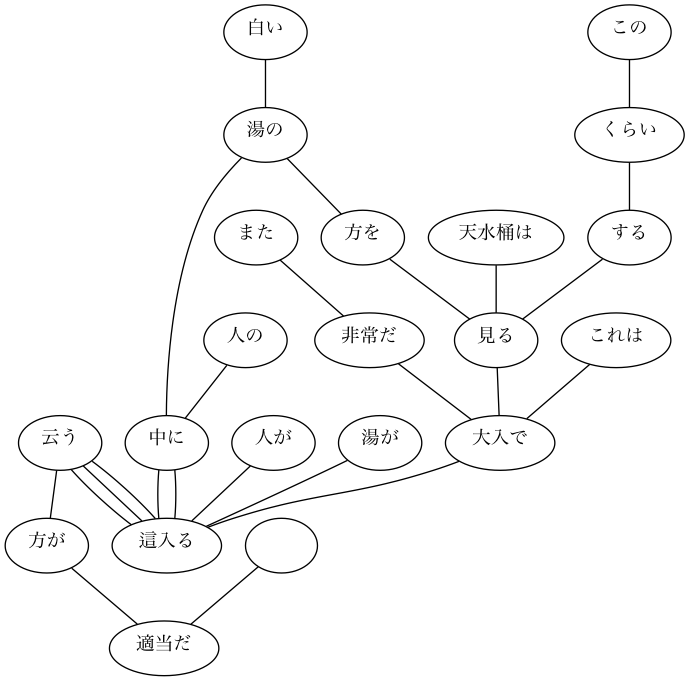 白い
この
湯の
くらい
また
方を
天水桶は
する
人の
非常だ
見る
これは
云う
中に
人が
湯が
大入で
方が
這入る
適当だ